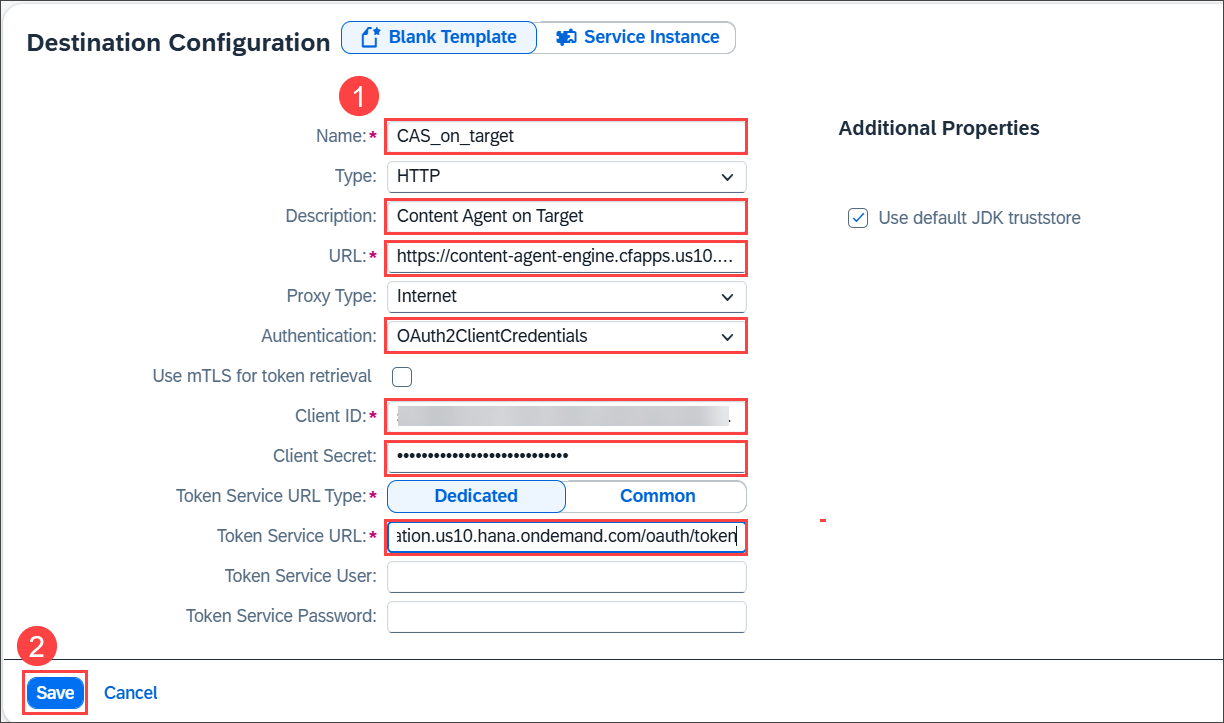 Destination Configuration Blank Template Service Instance
1
Name:* CAS_on_target
Additional Properties
Type: HTTP
Description: Content Agent on Target
Use default JDK truststore
URL:* https://content-agent-engine.cfapps.us10....
Proxy Type: Internet
Authentication: OAuth2ClientCredentials
Use mTLS for token retrieval
Client ID:*
Client Secret: ••••••••••••••••••••••••••••
Token Service URL Type:* Dedicated Common
Token Service URL:* ation.us10.hana.ondemand.com/oauth/token
Token Service User:
Token Service Password:
2
Save Cancel